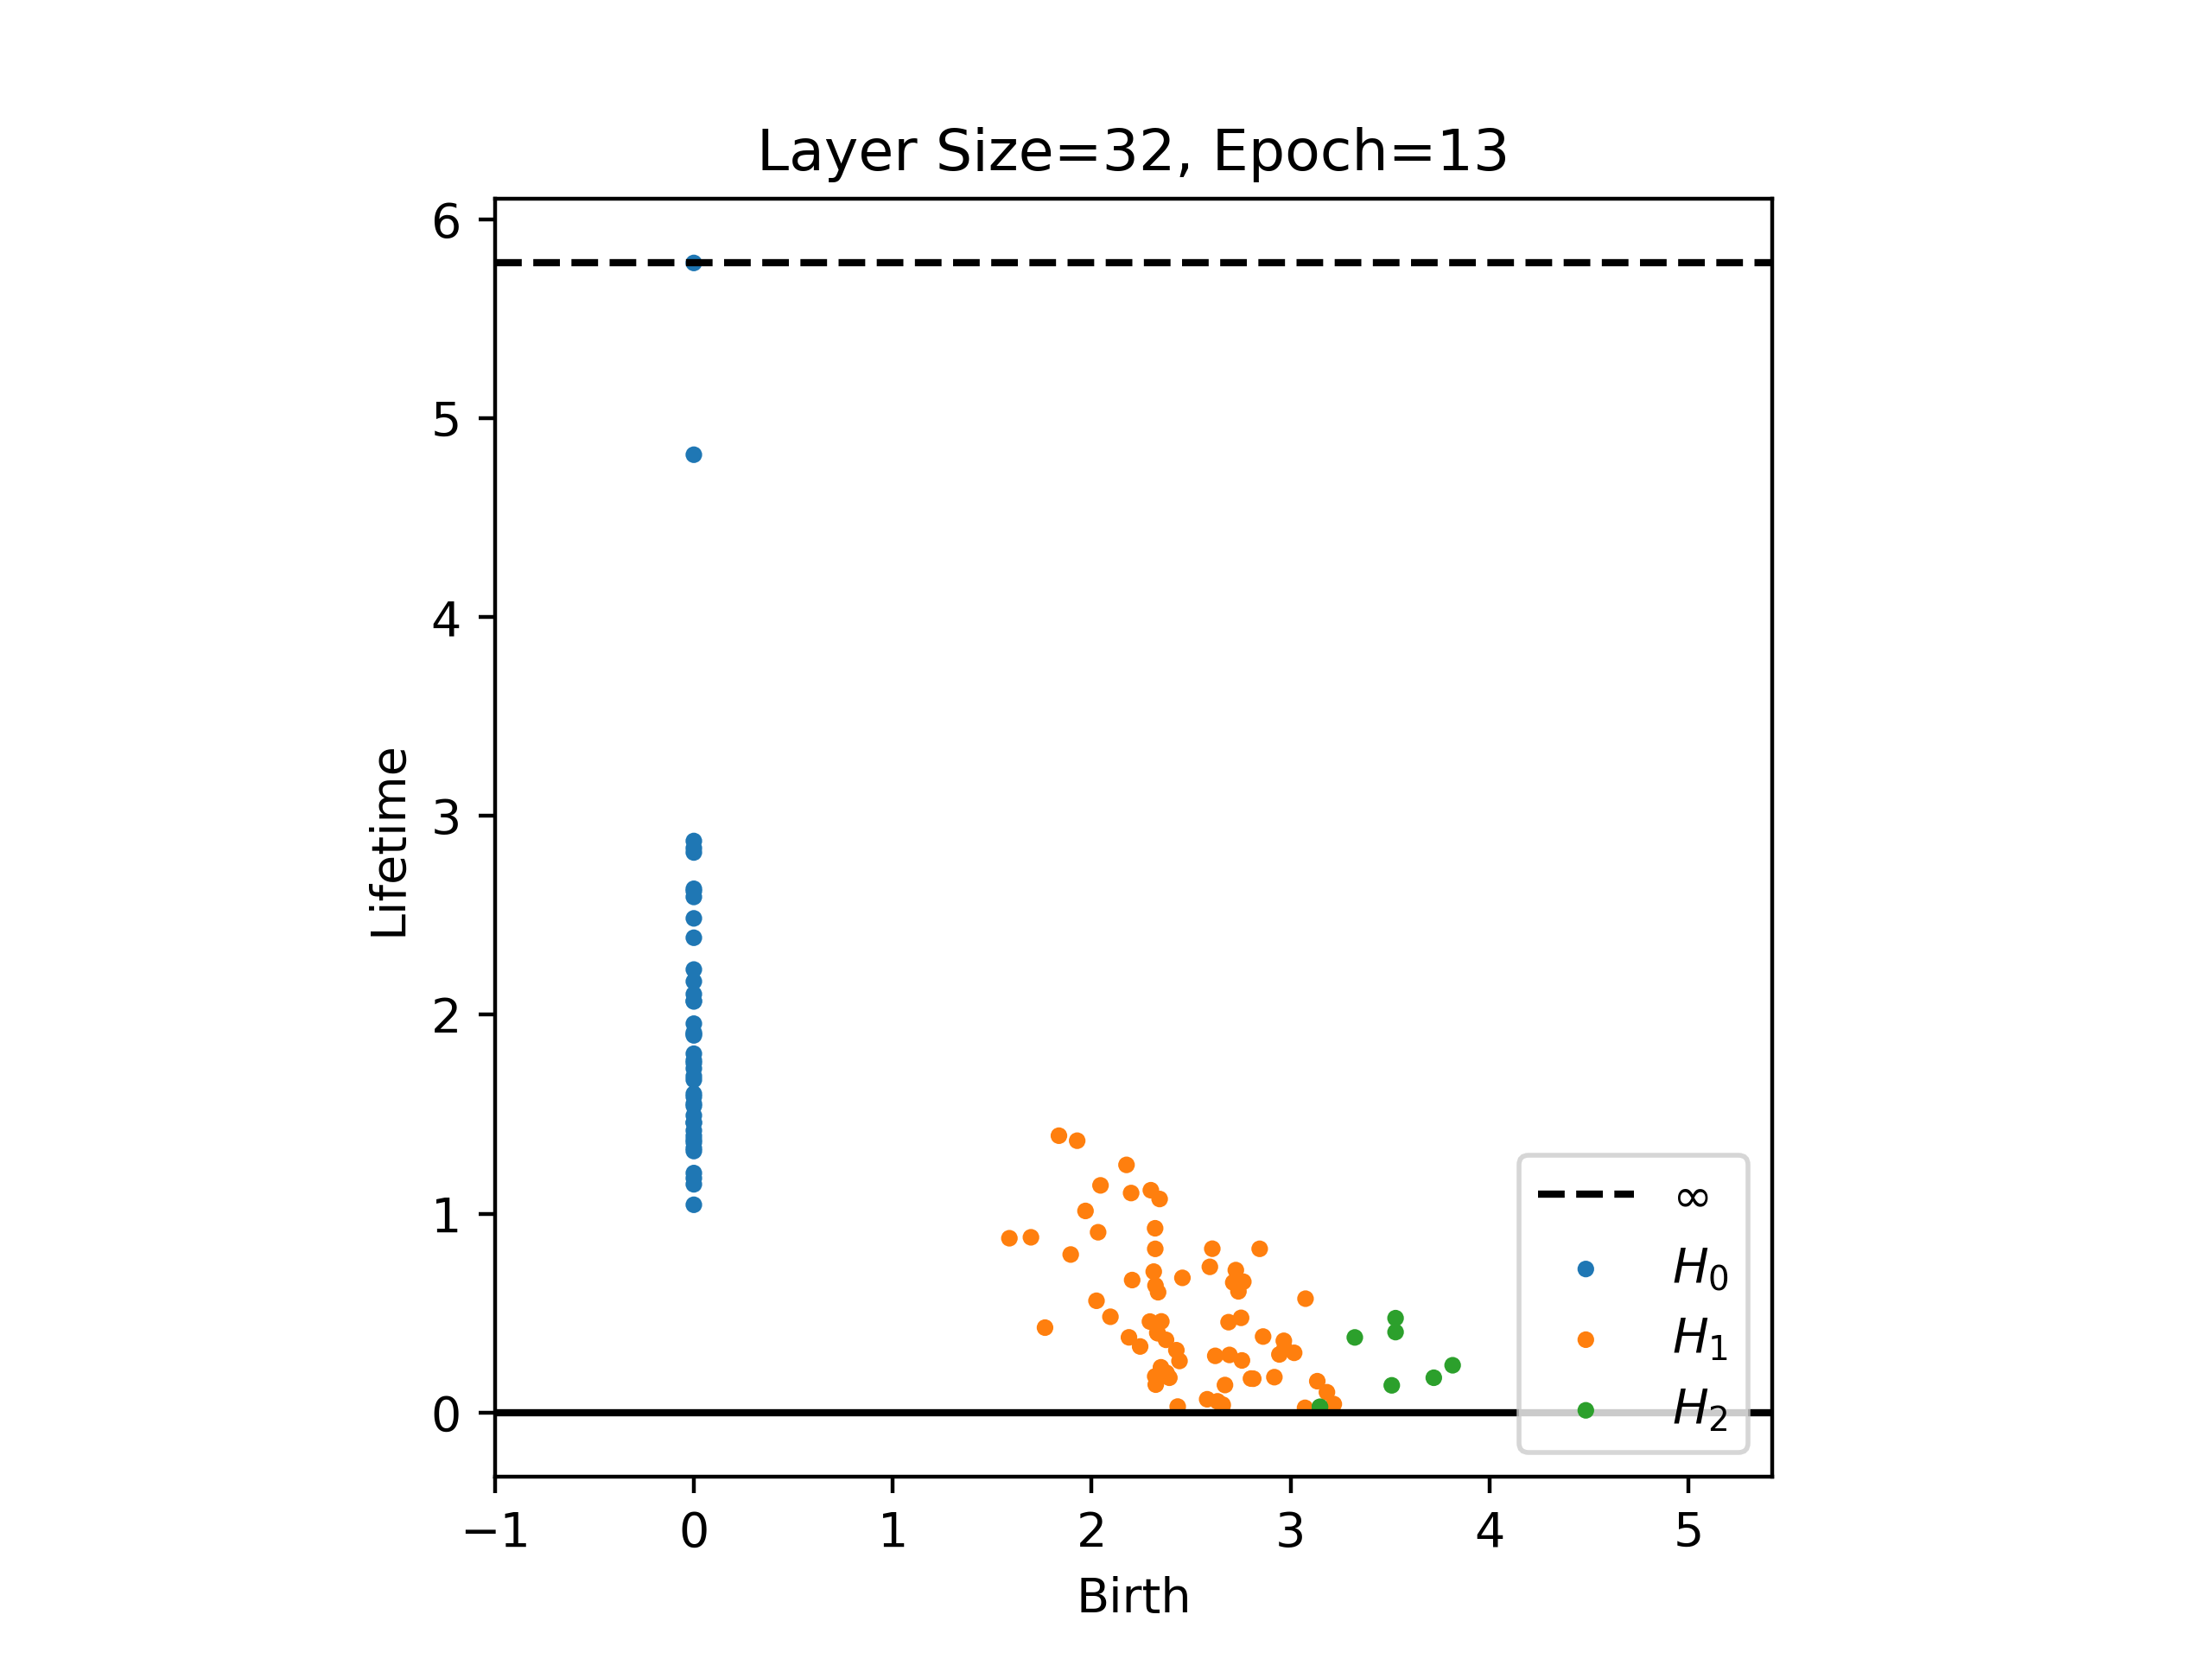 Layer Size=32, Epoch=13
6
5
4
3
2
1
0
Lifetime
∞
H₀
H₁
H₂
−1 0 1 2 3 4 5
Birth